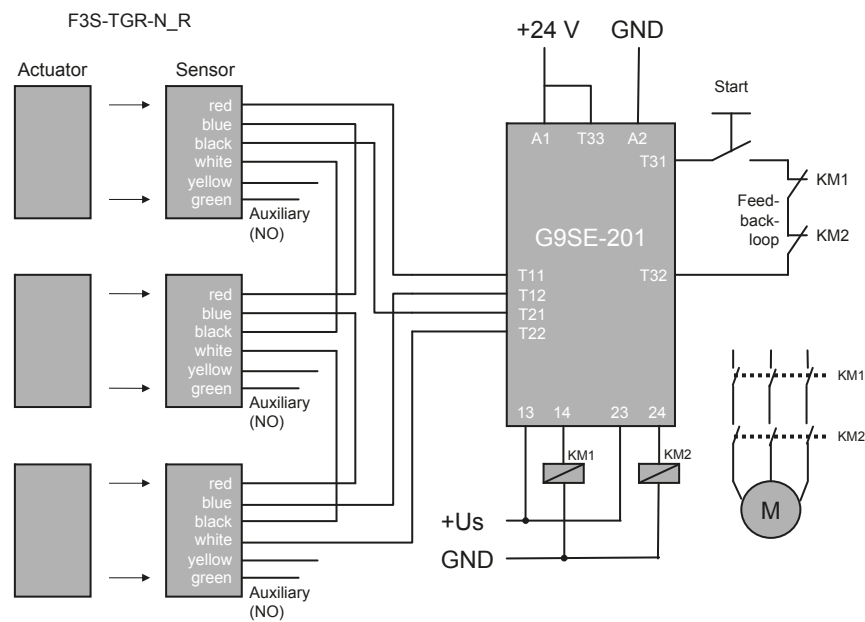 F3S-TGR-N_R
Actuator
Sensor
red
blue
black
white
yellow
green
Auxiliary
(NO)
red
blue
black
white
yellow
green
Auxiliary
(NO)
red
blue
black
white
yellow
green
Auxiliary
(NO)
+24 V
GND
A1
T33
A2
T31
G9SE-201
T11
T12
T21
T22
T32
13
14
23
24
Start
KM1
Feed-
back-
loop
KM2
KM1
KM2
+Us
GND
KM1
KM2
M